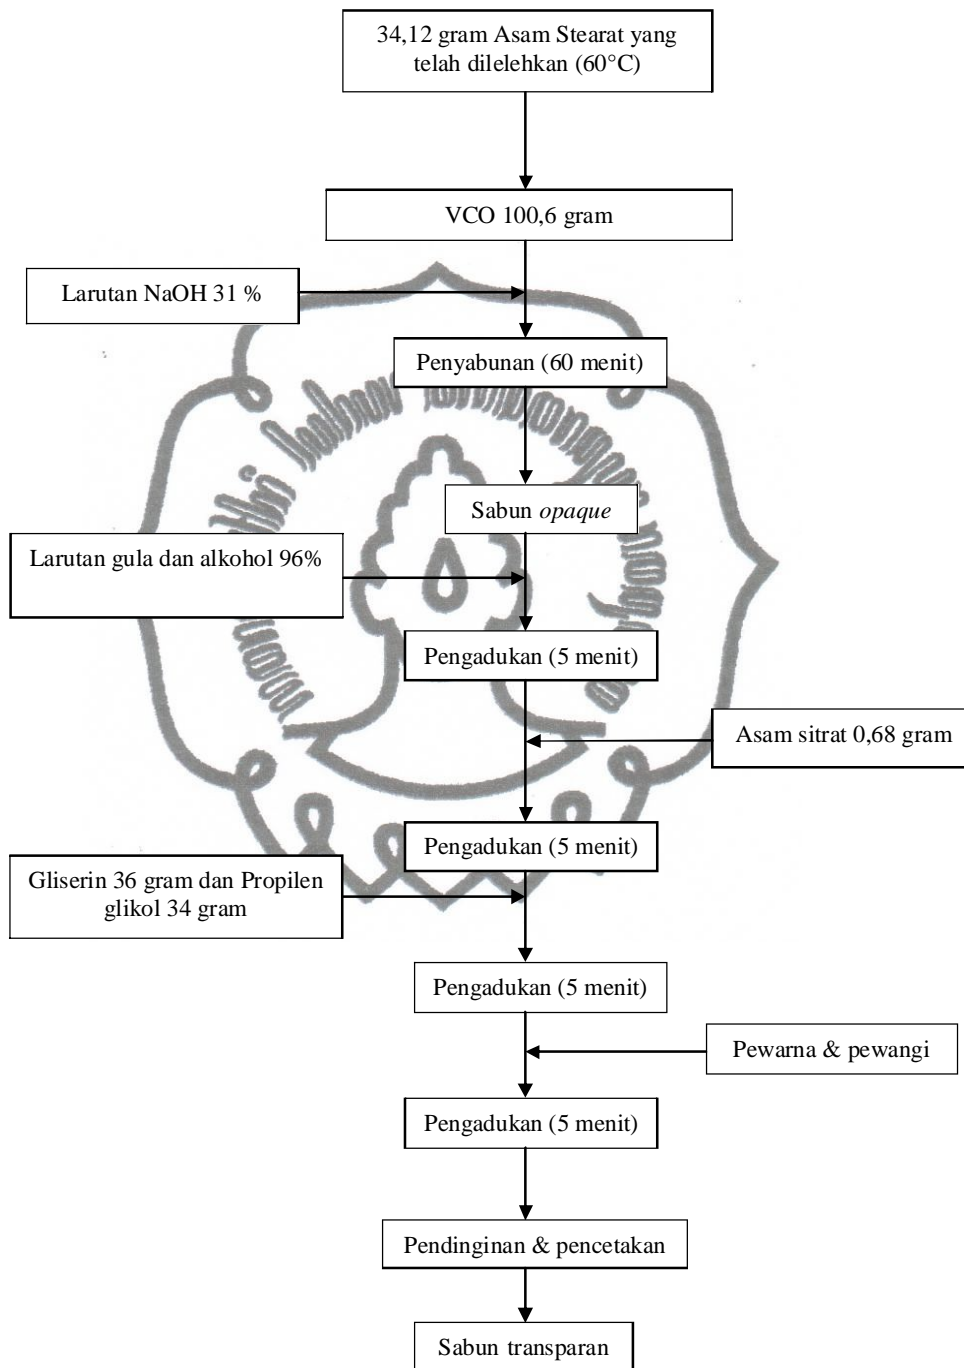 34,12 gram Asam Stearat yang
telah dilelehkan (60°C)
VCO 100,6 gram
Larutan NaOH 31 %
Penyabunan (60 menit)
Sabun opaque
Larutan gula dan alkohol 96%
Pengadukan (5 menit)
Asam sitrat 0,68 gram
Pengadukan (5 menit)
Gliserin 36 gram dan Propilen
glikol 34 gram
Pengadukan (5 menit)
Pewarna & pewangi
Pengadukan (5 menit)
Pendinginan & pencetakan
Sabun transparan